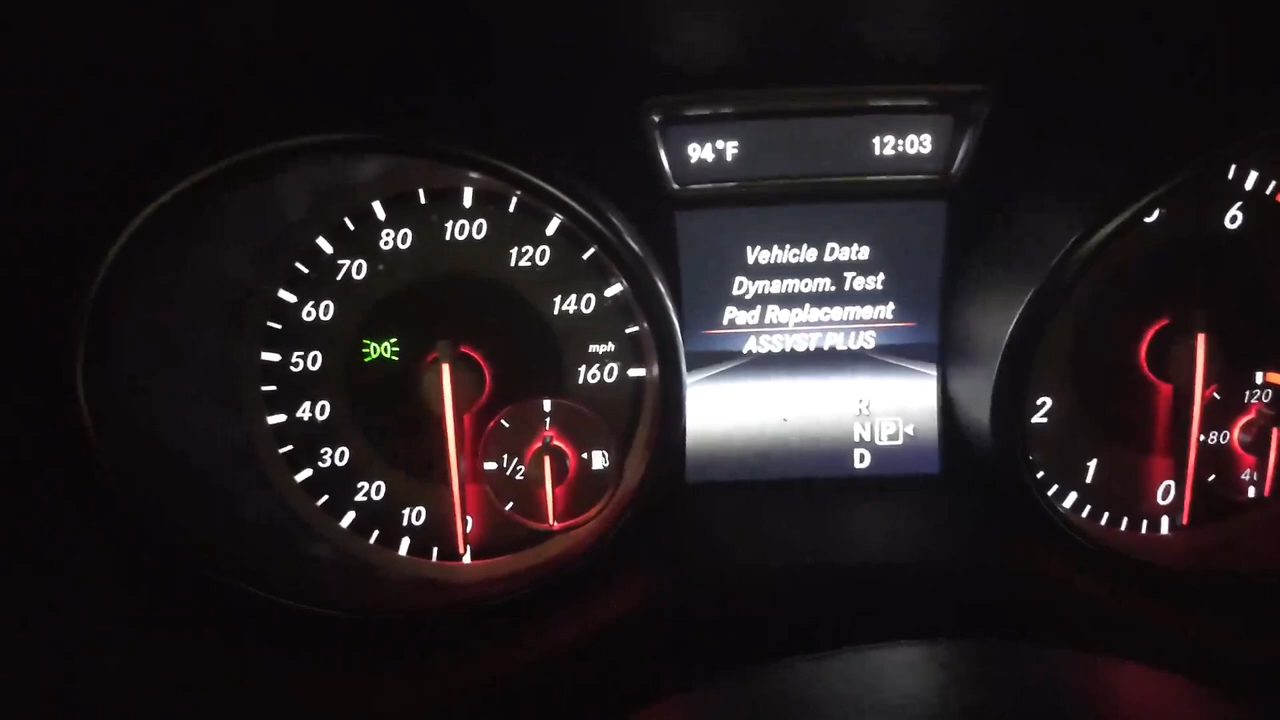 94°F 12:03
Vehicle Data
Dynamom. Test
Pad Replacement
ASSYST PLUS
R
N P
D
0
10
20
30
40
50
60
70
80
100
120
140
160
mph
1
1/2
0
1
2
6
120
80